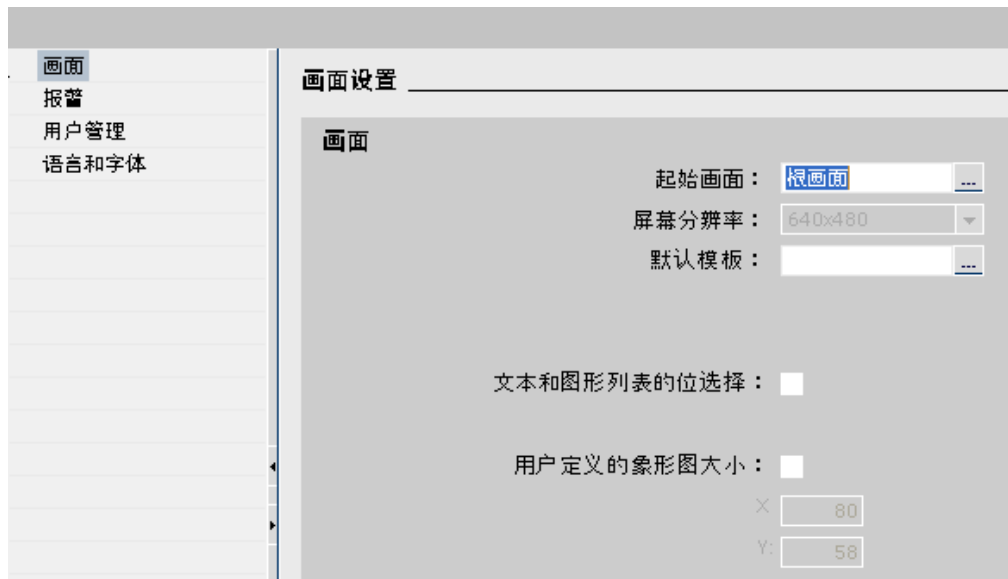 画面
报警
用户管理
语言和字体
画面设置
画面
起始画面： 根画面 ...
屏幕分辨率： 640x480
默认模板： ...
文本和图形列表的位选择：
用户定义的象形图大小：
X 80
Y: 58